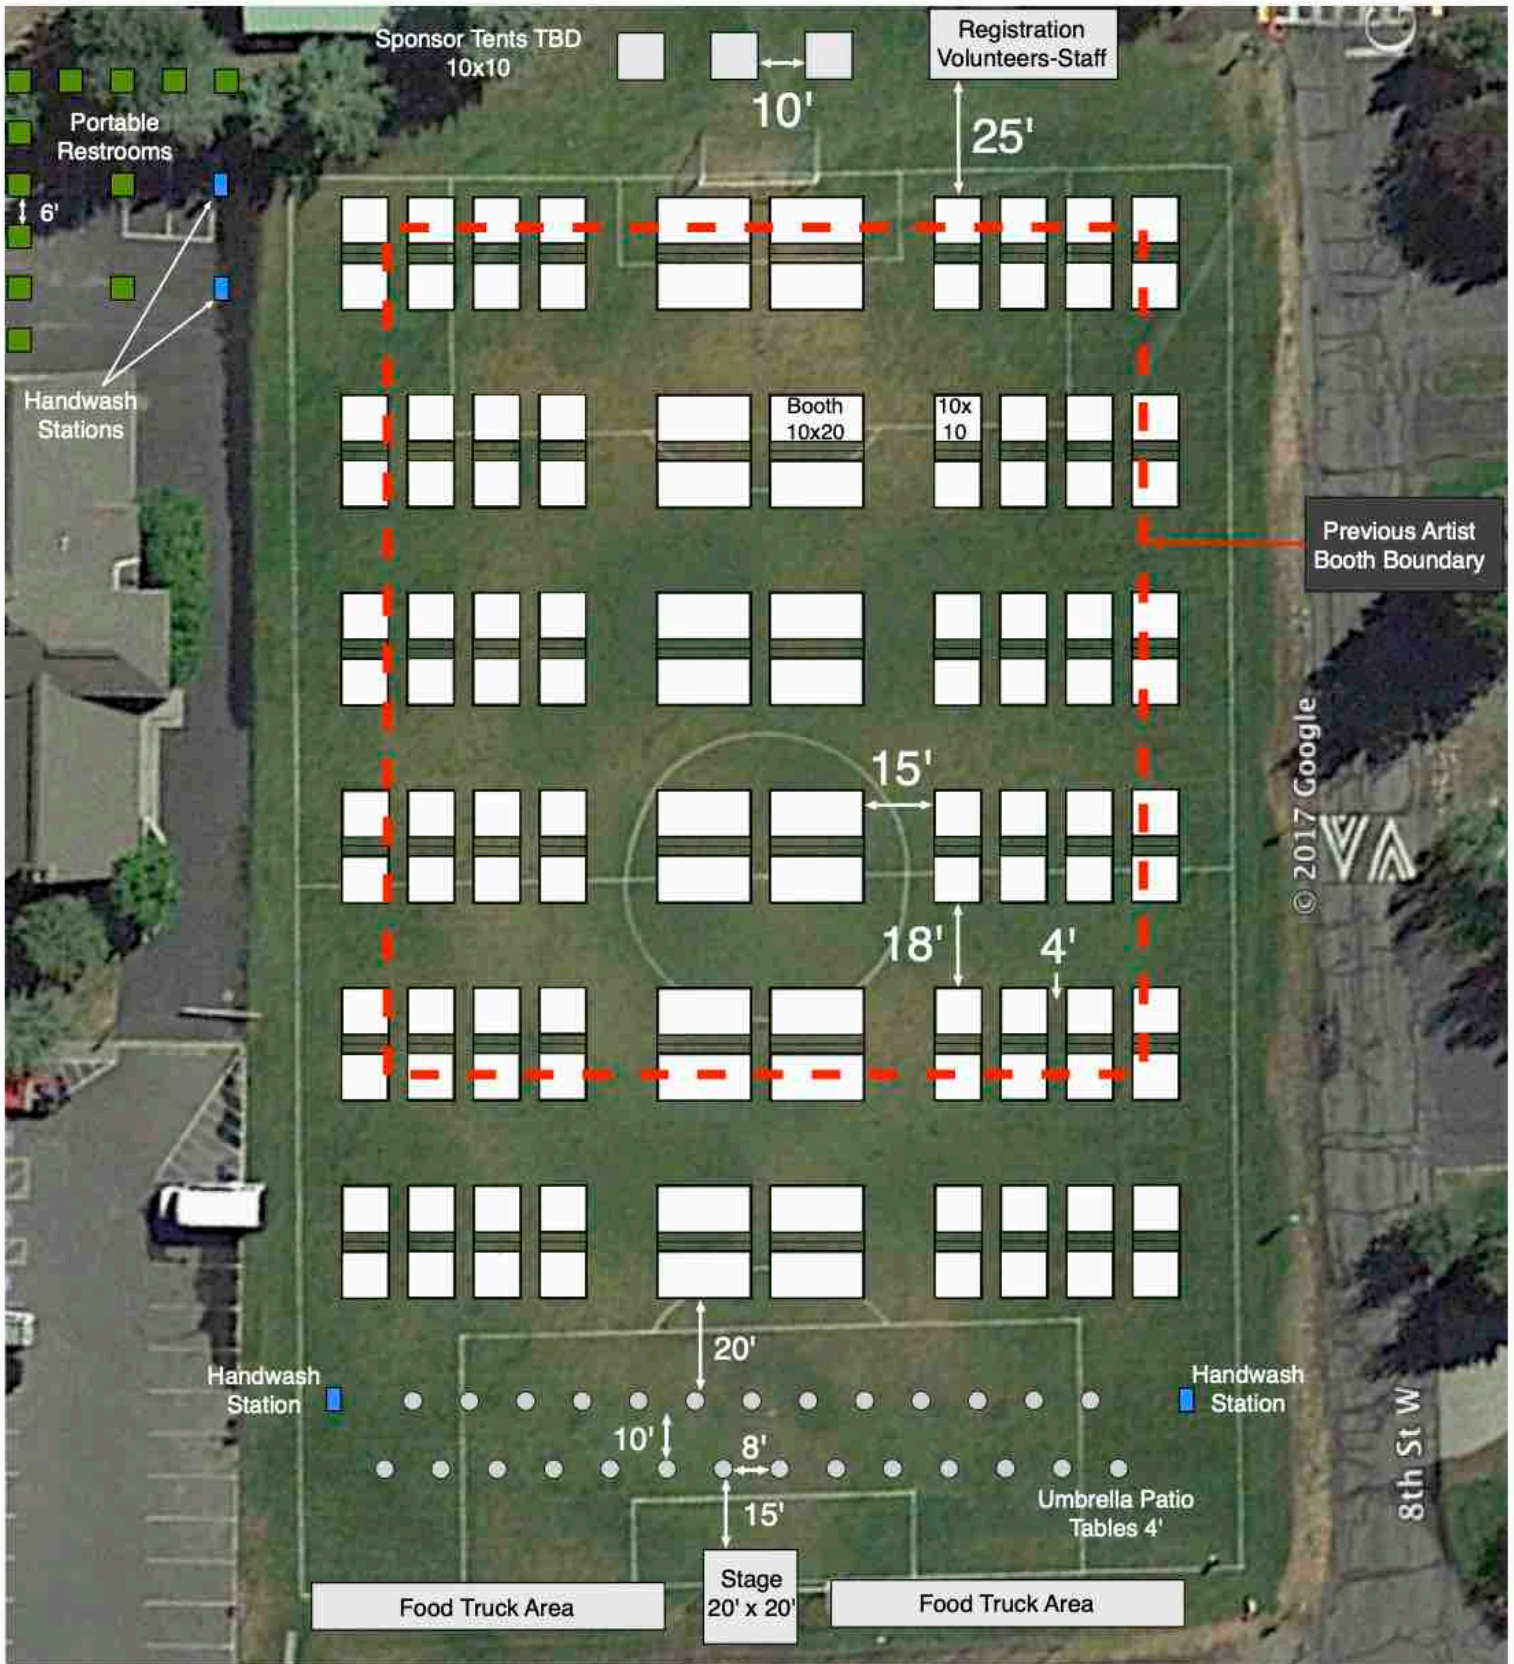 Sponsor Tents TBD
10x10
Registration
Volunteers-Staff
10'
25'
Portable
Restrooms
6'
Handwash
Stations
Booth
10x20
10x
10
Previous Artist
Booth Boundary
15'
© 2017 Google
18'
4'
20'
Handwash
Station
Handwash
Station
10'
8'
15'
Umbrella Patio
Tables 4'
8th St W
Stage
20' x 20'
Food Truck Area
Food Truck Area